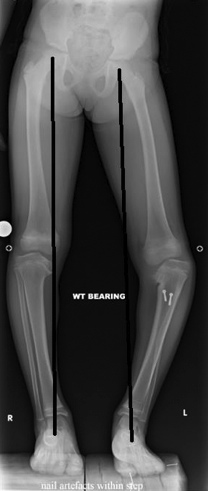 WT BEARING
R
L
nail artefacts within step